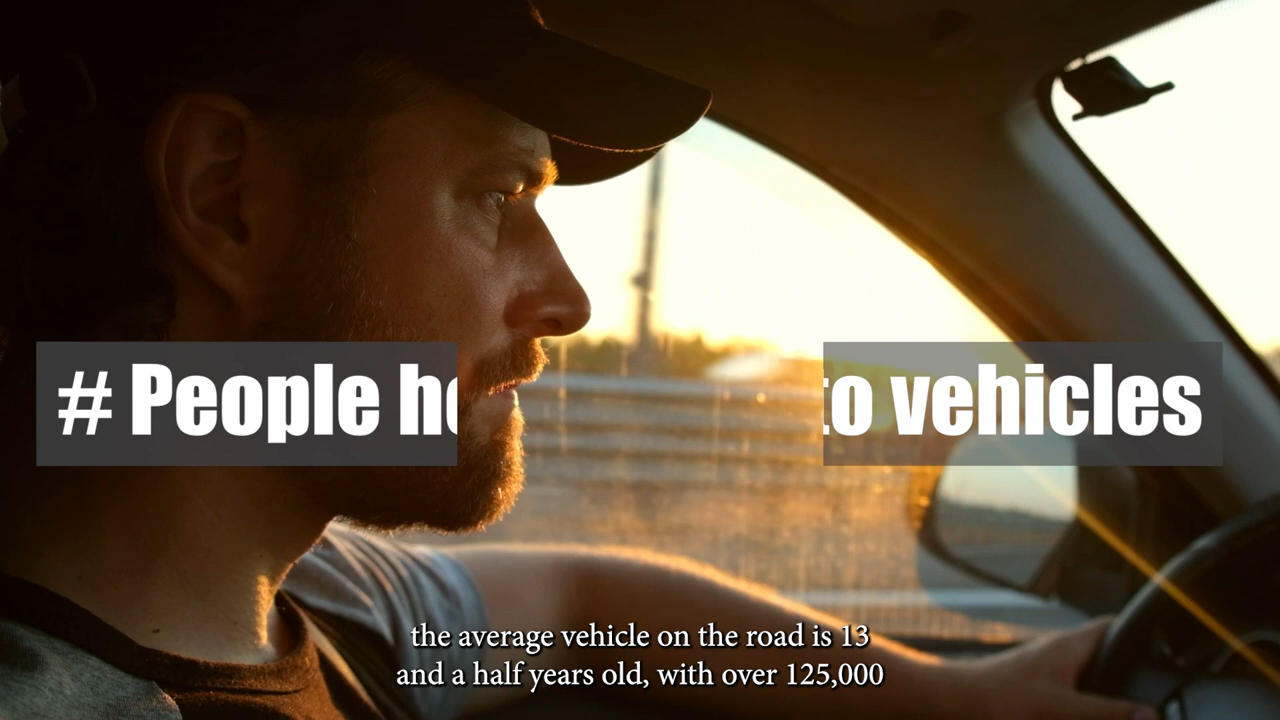 # People
vehicles
the average vehicle on the road is 13
and a half years old, with over 125,000